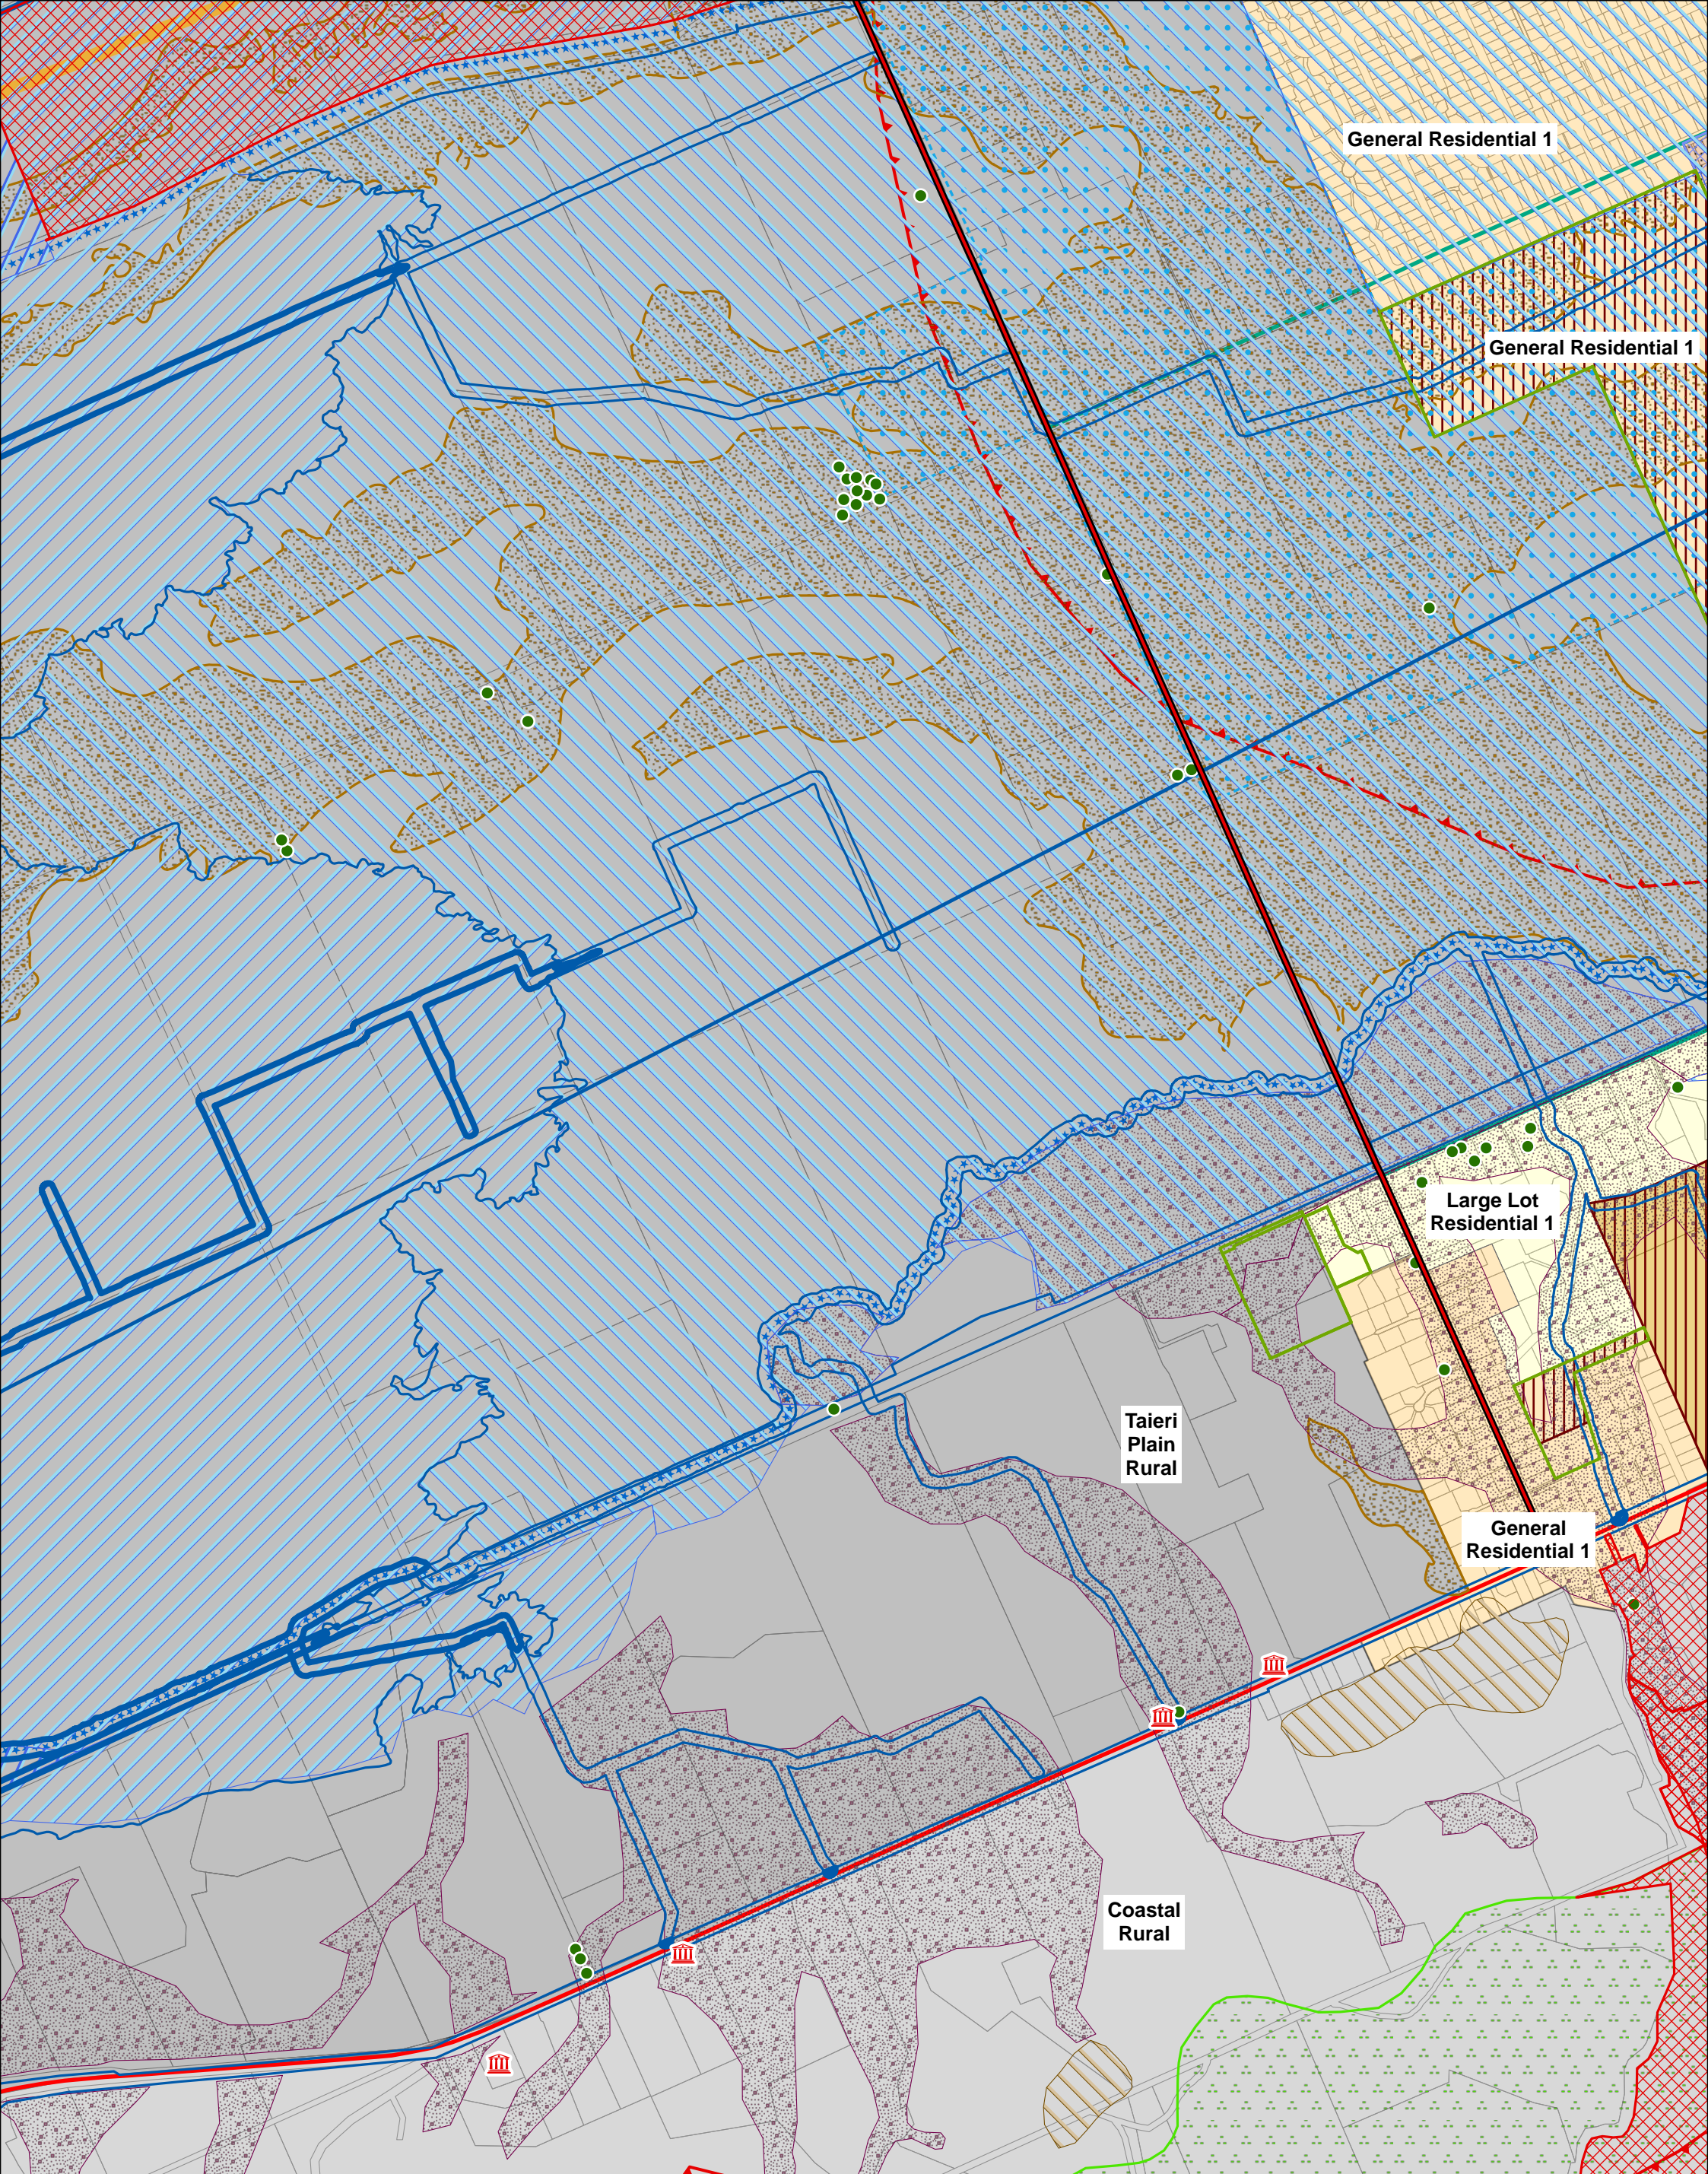 General Residential 1
General Residential 1
Large Lot
Residential 1
Taieri
Plain
Rural
General
Residential 1
Coastal
Rural